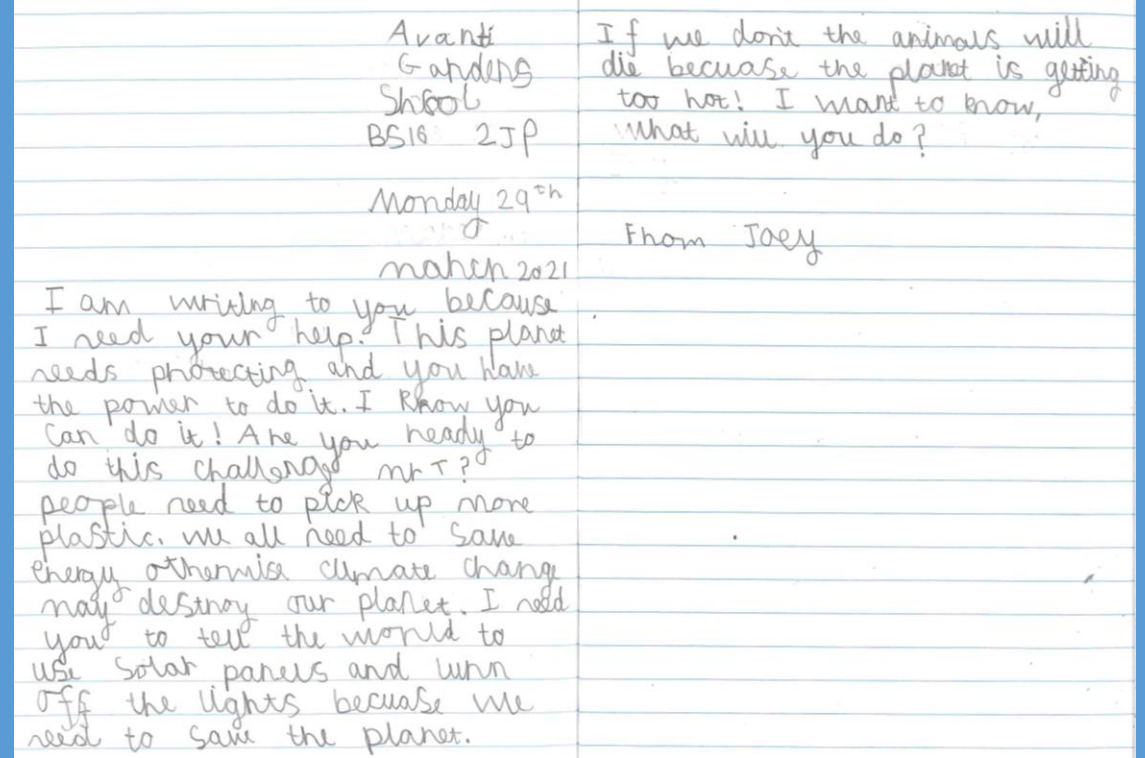 Avanti
Gardens
Shool
BS16 2JP
Monday 29th
march 2021
I am writing to you because
I need your help. This planet
needs protecting and you have
the power to do it. I know you
can do it! Are you ready to
do this challenge mr T?
people need to pick up more
plastic. we all need to save
energy otherwise climate change
may destroy our planet. I need
you to tell the world to
use solar panels and turn
off the lights becuase we
need to save the planet.
If we don't the animals will
die becuase the planet is getting
too hot! I want to know,
what will you do?
From Joey